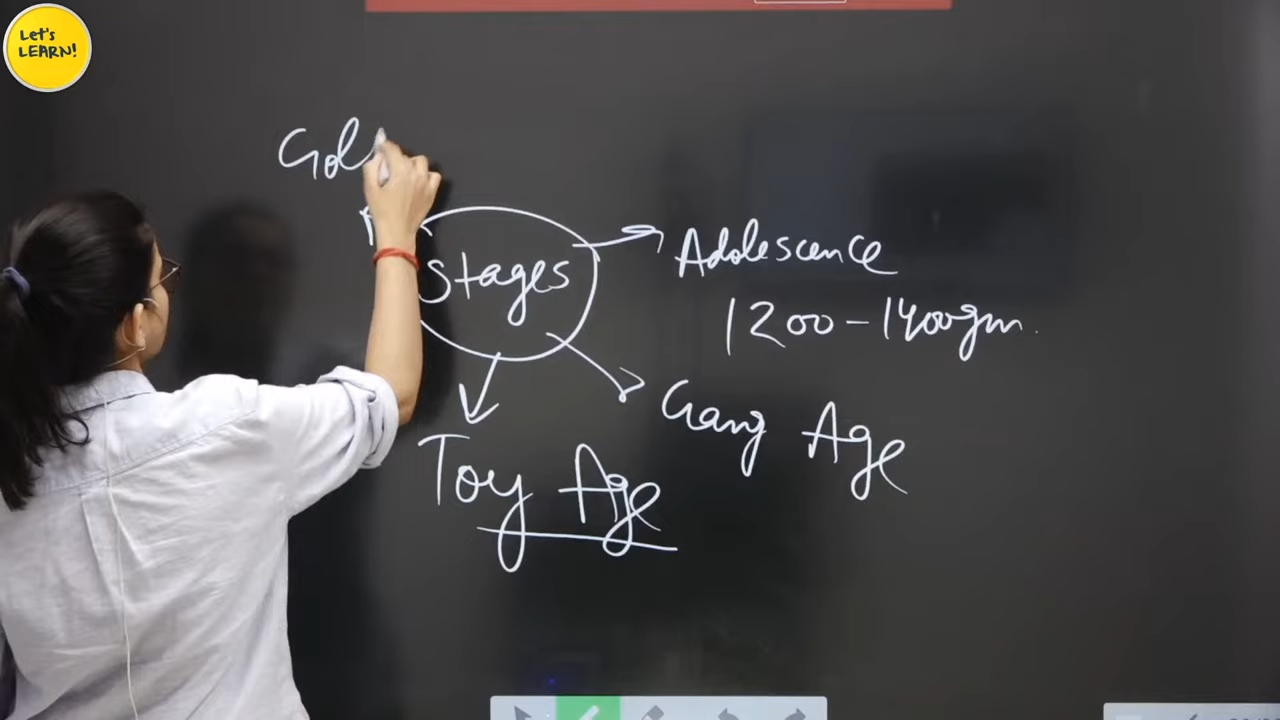 Let's
LEARN!
Gol
Stages
Adolescence
1200-1400gm.
Gang Age
Toy Age